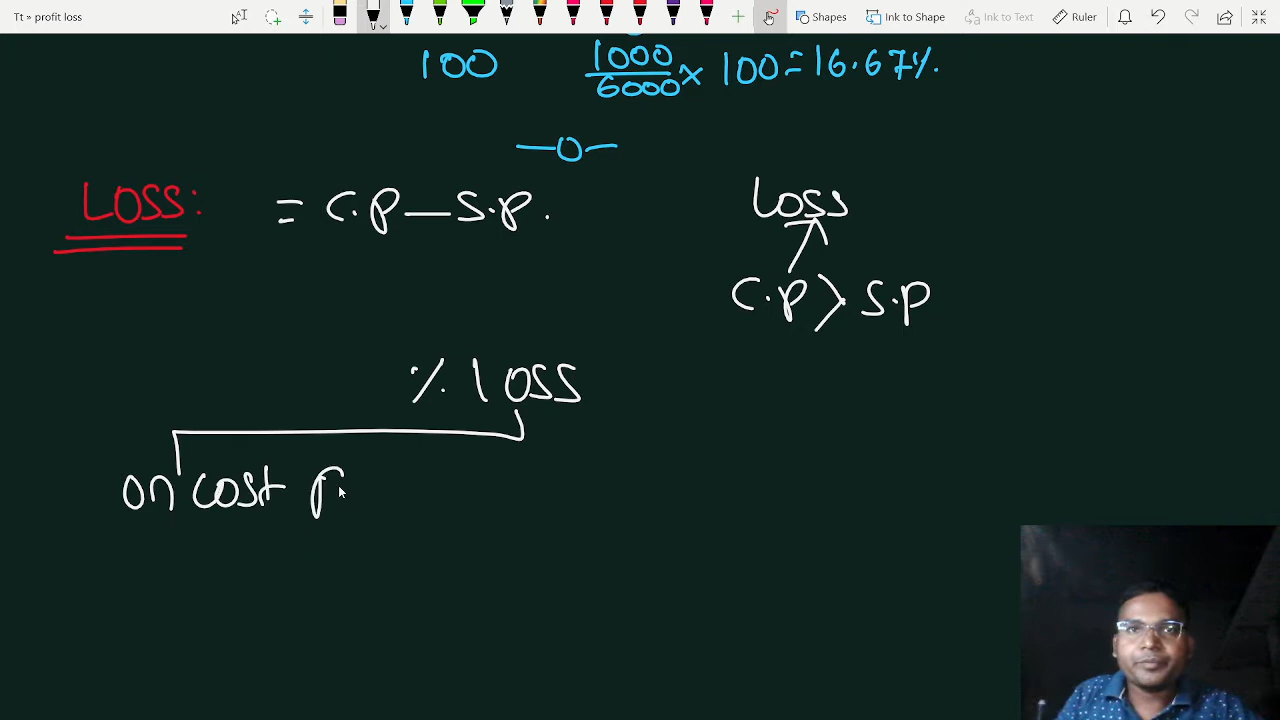 Tt » profit loss
Shapes
Ink to Shape
Ink to Text
Ruler
100
1000
6000
× 100 = 16.67%.
—0—
LOSS:
= C.P — S.P.
Loss
C.P > S.P
% loss
on cost p